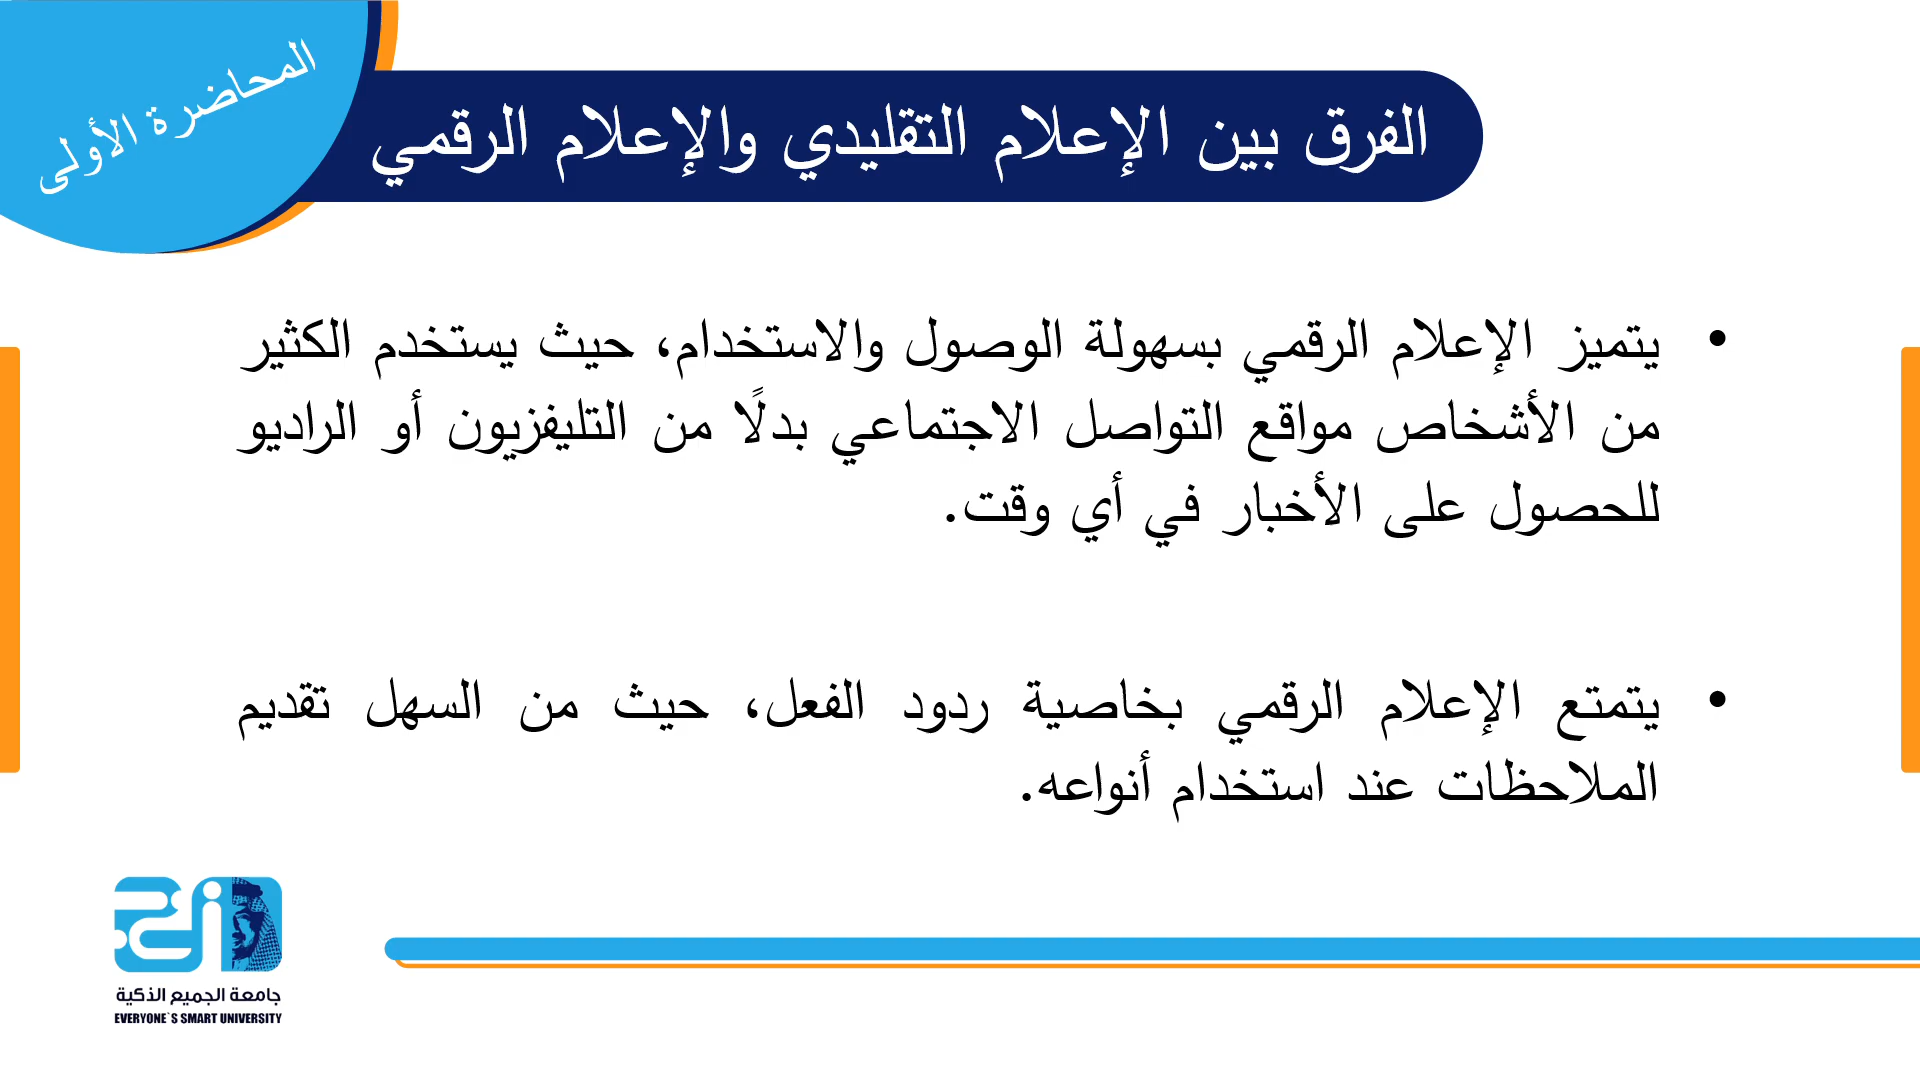 المحاضرة الأولى
الفرق بين الإعلام التقليدي والإعلام الرقمي
• يتميز الإعلام الرقمي بسهولة الوصول والاستخدام، حيث يستخدم الكثير
من الأشخاص مواقع التواصل الاجتماعي بدلًا من التليفزيون أو الراديو
للحصول على الأخبار في أي وقت.
• يتمتع الإعلام الرقمي بخاصية ردود الفعل، حيث من السهل تقديم
الملاحظات عند استخدام أنواعه.
جامعة الجميع الذكية
EVERYONE`S SMART UNIVERSITY